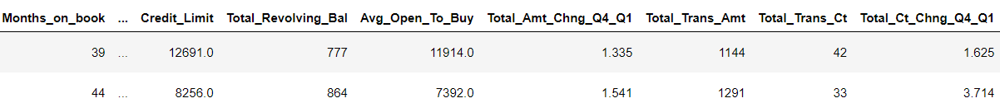 Months_on_book ... Credit_Limit Total_Revolving_Bal Avg_Open_To_Buy Total_Amt_Chng_Q4_Q1 Total_Trans_Amt Total_Trans_Ct Total_Ct_Chng_Q4_Q1
39 ... 12691.0 777 11914.0 1.335 1144 42 1.625
44 ... 8256.0 864 7392.0 1.541 1291 33 3.714